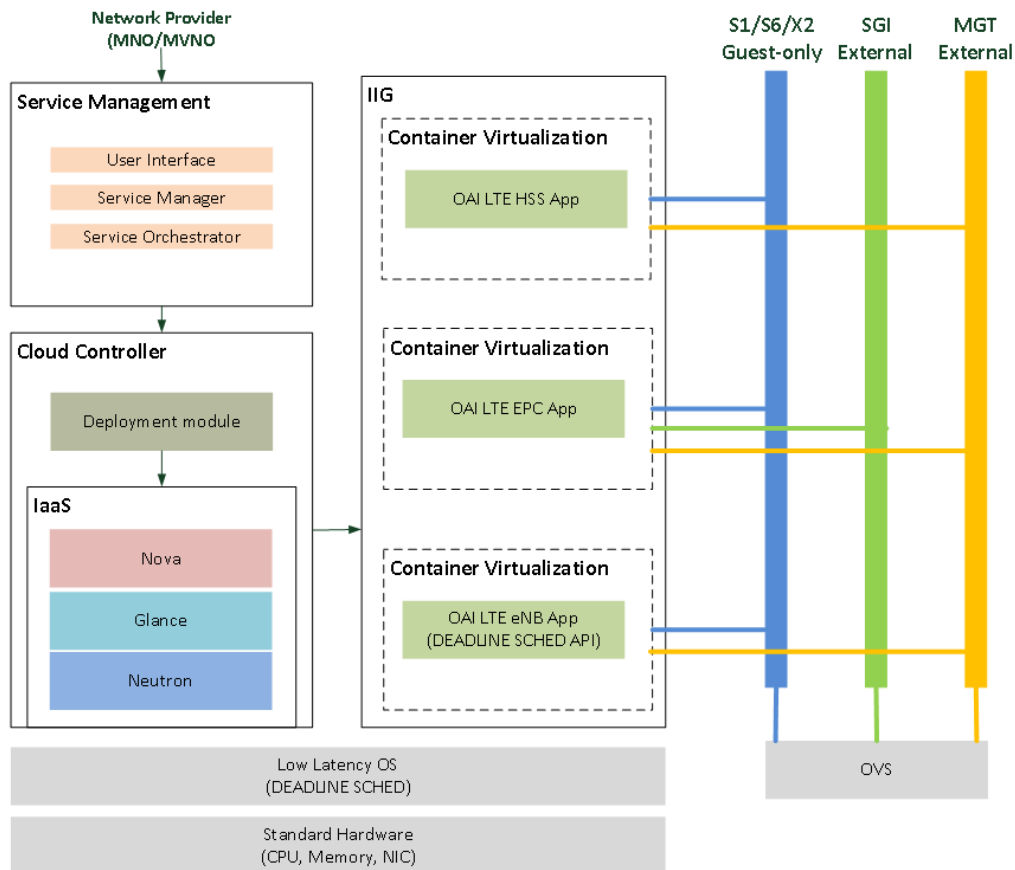 Network Provider
(MNO/MVNO
Service Management
User Interface
Service Manager
Service Orchestrator
Cloud Controller
Deployment module
IaaS
Nova
Glance
Neutron
IIG
Container Virtualization
OAI LTE HSS App
Container Virtualization
OAI LTE EPC App
Container Virtualization
OAI LTE eNB App
(DEADLINE SCHED API)
S1/S6/X2
Guest-only
SGI
External
MGT
External
OVS
Low Latency OS
(DEADLINE SCHED)
Standard Hardware
(CPU, Memory, NIC)